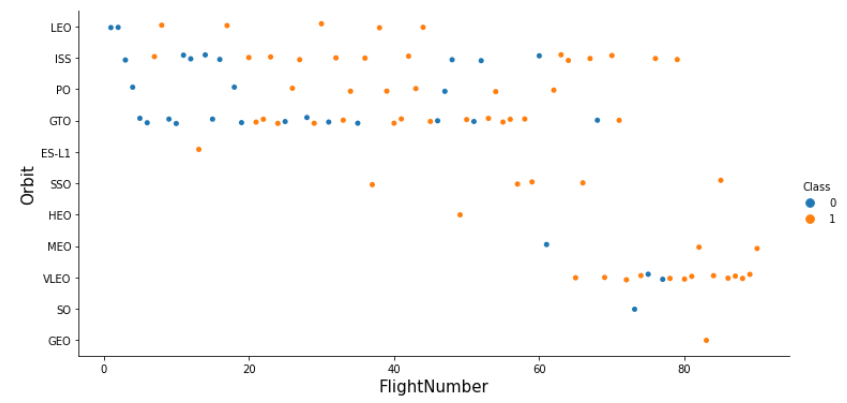 LEO
ISS
PO
GTO
ES-L1
SSO
HEO
MEO
VLEO
SO
GEO
Orbit
0 20 40 60 80
FlightNumber
Class
0
1